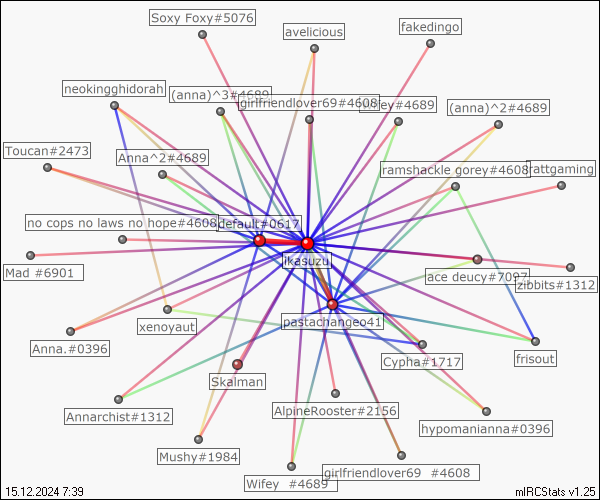 Soxy Foxy#5076
avelicious
fakedingo
neokingghidorah
(anna)^3#4689
girlfriendlover69#4608
#4689
(anna)^2#4689
Toucan#2473
Anna^2#4689
ramshackle gorey#4608
rattgaming
no cops no laws no hope#4608
default#0617
ikasuzu
Mad #6901
ace deucy#7097
zibbits#1312
xenoyaut
pastachangeo41
Anna.#0396
Cypha#1717
frisout
Skalman
Annarchist#1312
AlpineRooster#2156
hypomanianna#0396
Mushy#1984
Wifey #4689
girlfriendlover69 #4608
15.12.2024 7:39
mIRCStats v1.25